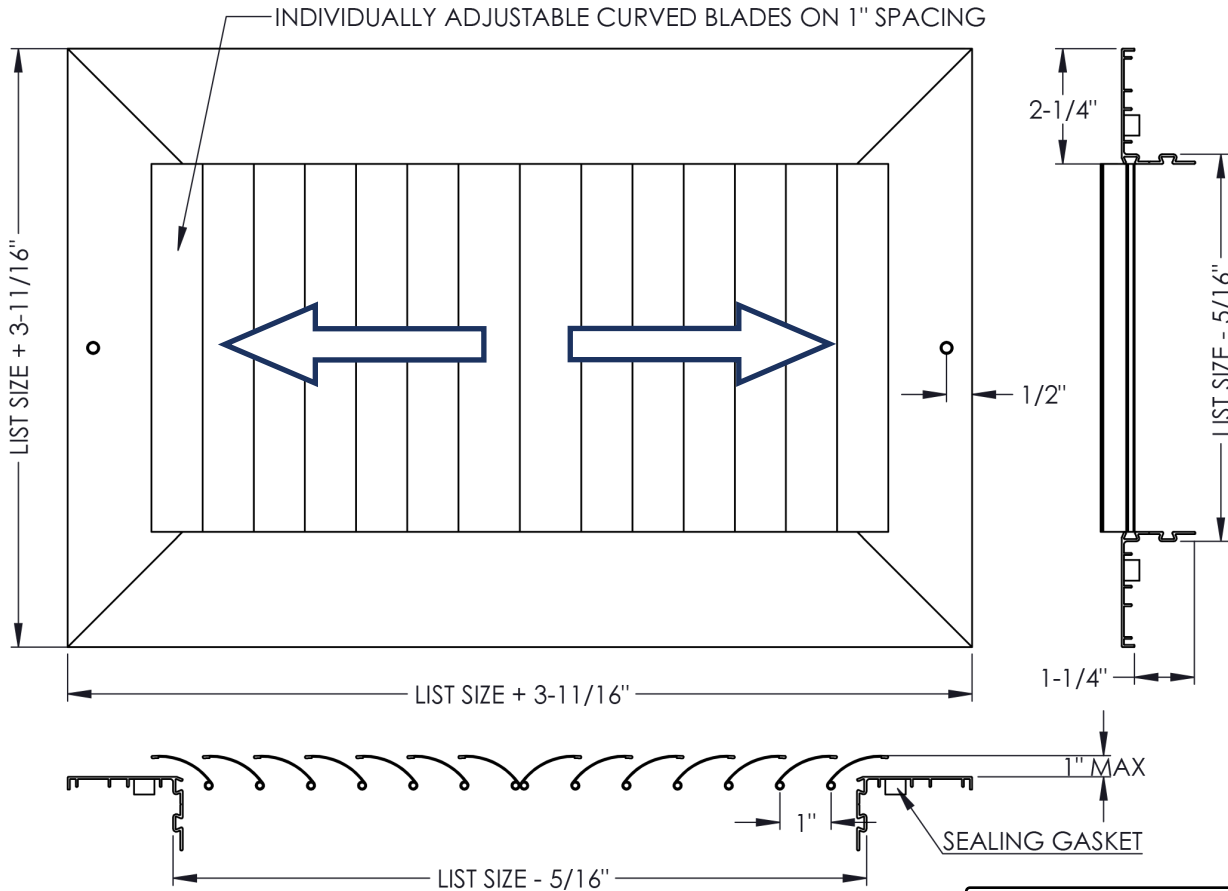 INDIVIDUALLY ADJUSTABLE CURVED BLADES ON 1" SPACING
2-1/4"
LIST SIZE + 3-11/16"
LIST SIZE - 5/16"
1/2"
1-1/4"
LIST SIZE + 3-11/16"
1" MAX
1"
SEALING GASKET
LIST SIZE - 5/16"